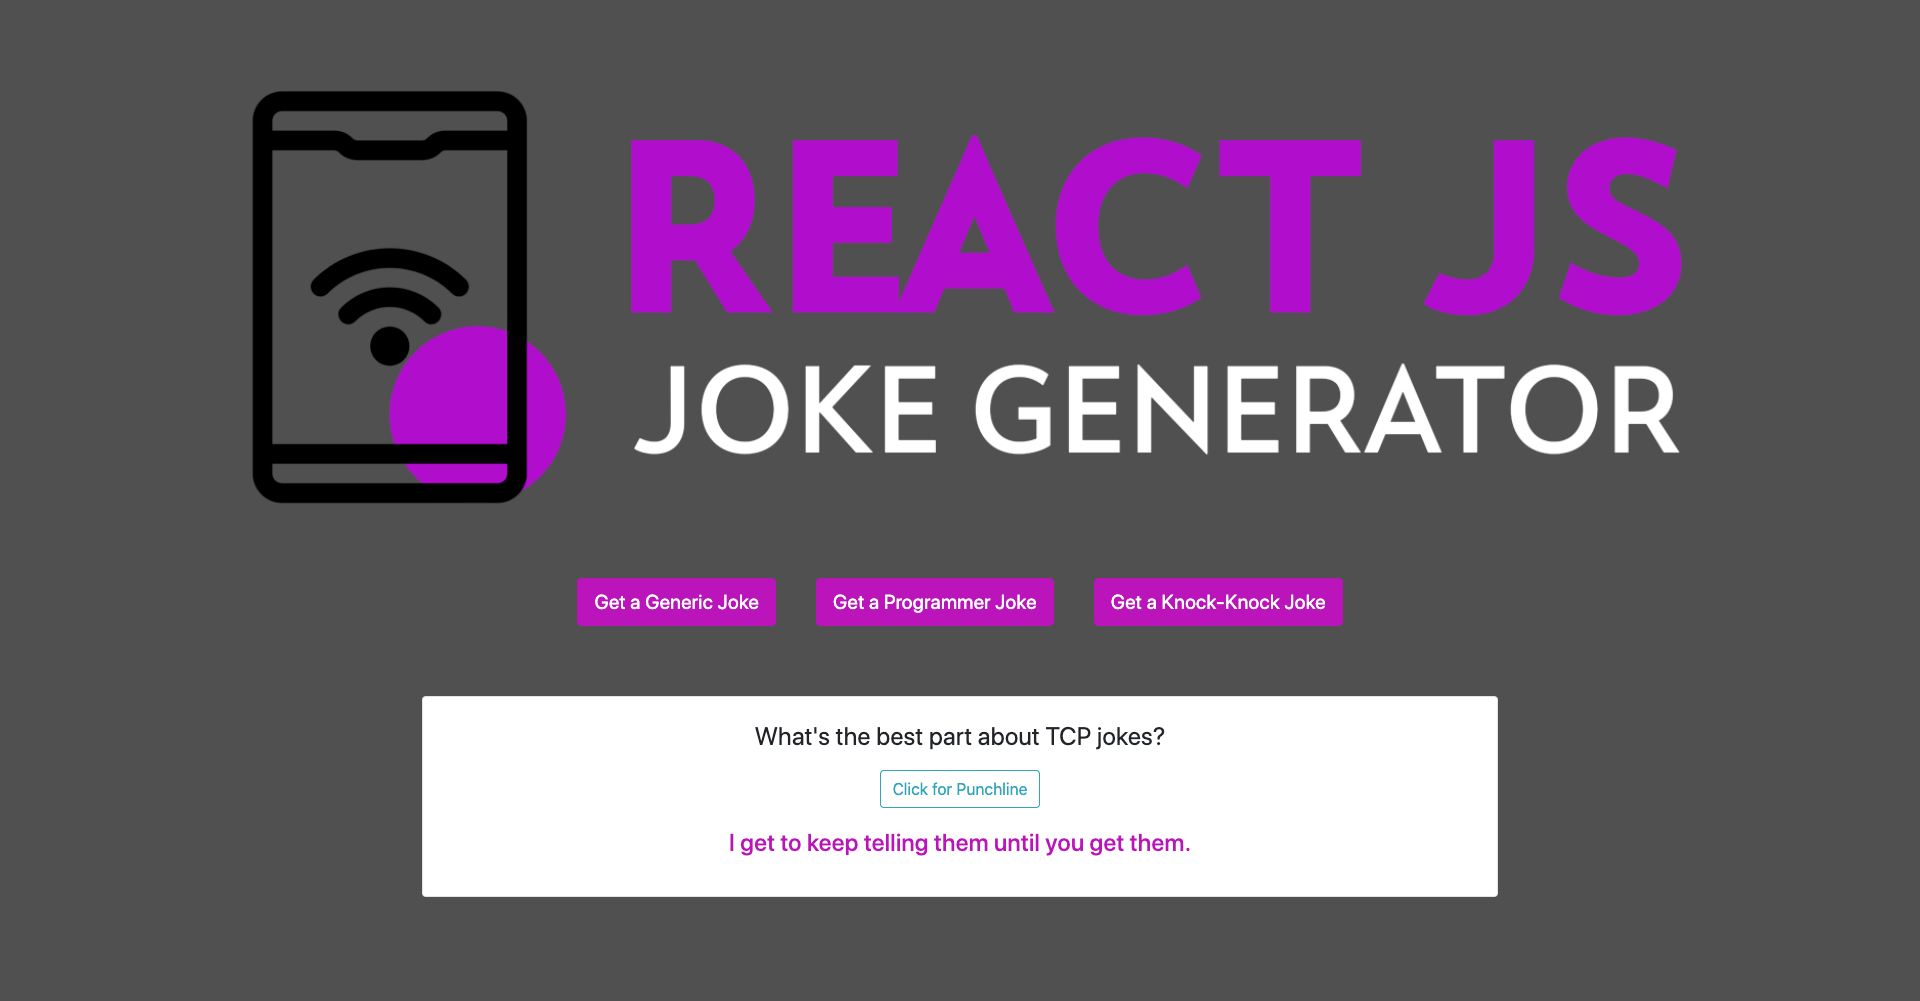 REACT JS
JOKE GENERATOR
Get a Generic Joke
Get a Programmer Joke
Get a Knock-Knock Joke
What's the best part about TCP jokes?
Click for Punchline
I get to keep telling them until you get them.